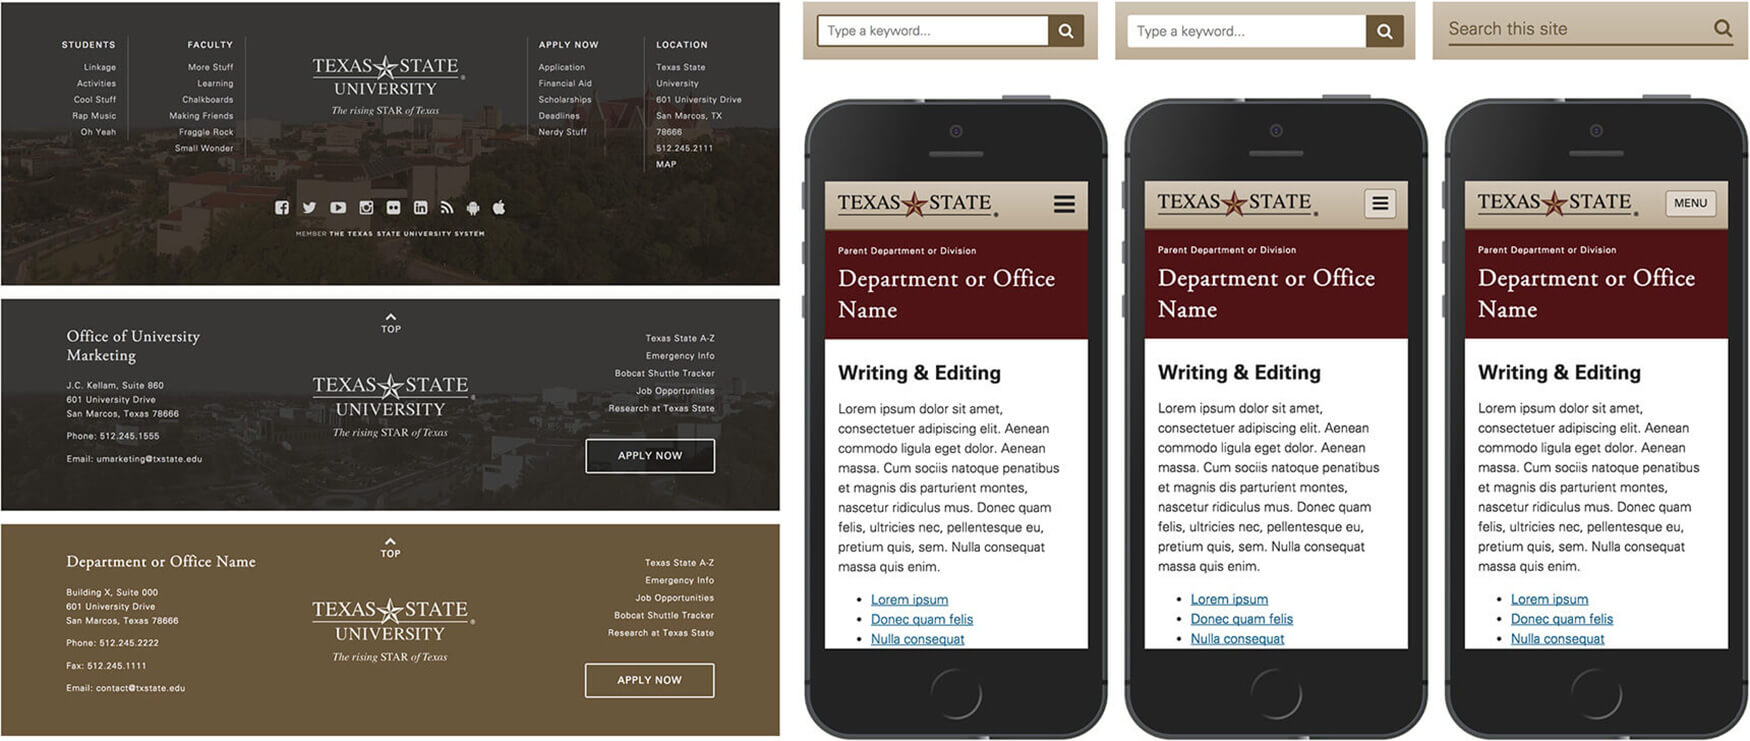 STUDENTS
Linkage
Activities
Cool Stuff
Rap Music
Oh Yeah
FACULTY
More Stuff
Learning
Chalkboards
Making Friends
Fraggle Rock
Small Wonder
TEXAS STATE
UNIVERSITY
The rising STAR of Texas
APPLY NOW
Application
Financial Aid
Scholarships
Deadlines
Nerdy Stuff
LOCATION
Texas State
University
601 University Drive
San Marcos, TX
78666
512.245.2111
MAP
MEMBER THE TEXAS STATE UNIVERSITY SYSTEM
Office of University
Marketing
J.C. Kellam, Suite 860
601 University Drive
San Marcos, Texas 78666
Phone: 512.245.1555
Email: umarketing@txstate.edu
TOP
TEXAS STATE
UNIVERSITY
The rising STAR of Texas
Texas State A-Z
Emergency Info
Bobcat Shuttle Tracker
Job Opportunities
Research at Texas State
APPLY NOW
Department or Office Name
Building X, Suite 000
601 University Drive
San Marcos, Texas 78666
Phone: 512.245.2222
Fax: 512.245.1111
Email: contact@txstate.edu
TOP
TEXAS STATE
UNIVERSITY
The rising STAR of Texas
Texas State A-Z
Emergency Info
Job Opportunities
Bobcat Shuttle Tracker
Research at Texas State
APPLY NOW
Type a keyword...
Type a keyword...
Search this site
TEXAS STATE
Parent Department or Division
Department or Office
Name
Writing & Editing
Lorem ipsum dolor sit amet,
consectetuer adipiscing elit. Aenean
commodo ligula eget dolor. Aenean
massa. Cum sociis natoque penatibus
et magnis dis parturient montes,
nascetur ridiculus mus. Donec quam
felis, ultricies nec, pellentesque eu,
pretium quis, sem. Nulla consequat
massa quis enim.
Lorem ipsum
Donec quam felis
Nulla consequat
TEXAS STATE
Parent Department or Division
Department or Office
Name
Writing & Editing
Lorem ipsum dolor sit amet,
consectetuer adipiscing elit. Aenean
commodo ligula eget dolor. Aenean
massa. Cum sociis natoque penatibus
et magnis dis parturient montes,
nascetur ridiculus mus. Donec quam
felis, ultricies nec, pellentesque eu,
pretium quis, sem. Nulla consequat
massa quis enim.
Lorem ipsum
Donec quam felis
Nulla consequat
TEXAS STATE
MENU
Parent Department or Division
Department or Office
Name
Writing & Editing
Lorem ipsum dolor sit amet,
consectetuer adipiscing elit. Aenean
commodo ligula eget dolor. Aenean
massa. Cum sociis natoque penatibus
et magnis dis parturient montes,
nascetur ridiculus mus. Donec quam
felis, ultricies nec, pellentesque eu,
pretium quis, sem. Nulla consequat
massa quis enim.
Lorem ipsum
Donec quam felis
Nulla consequat